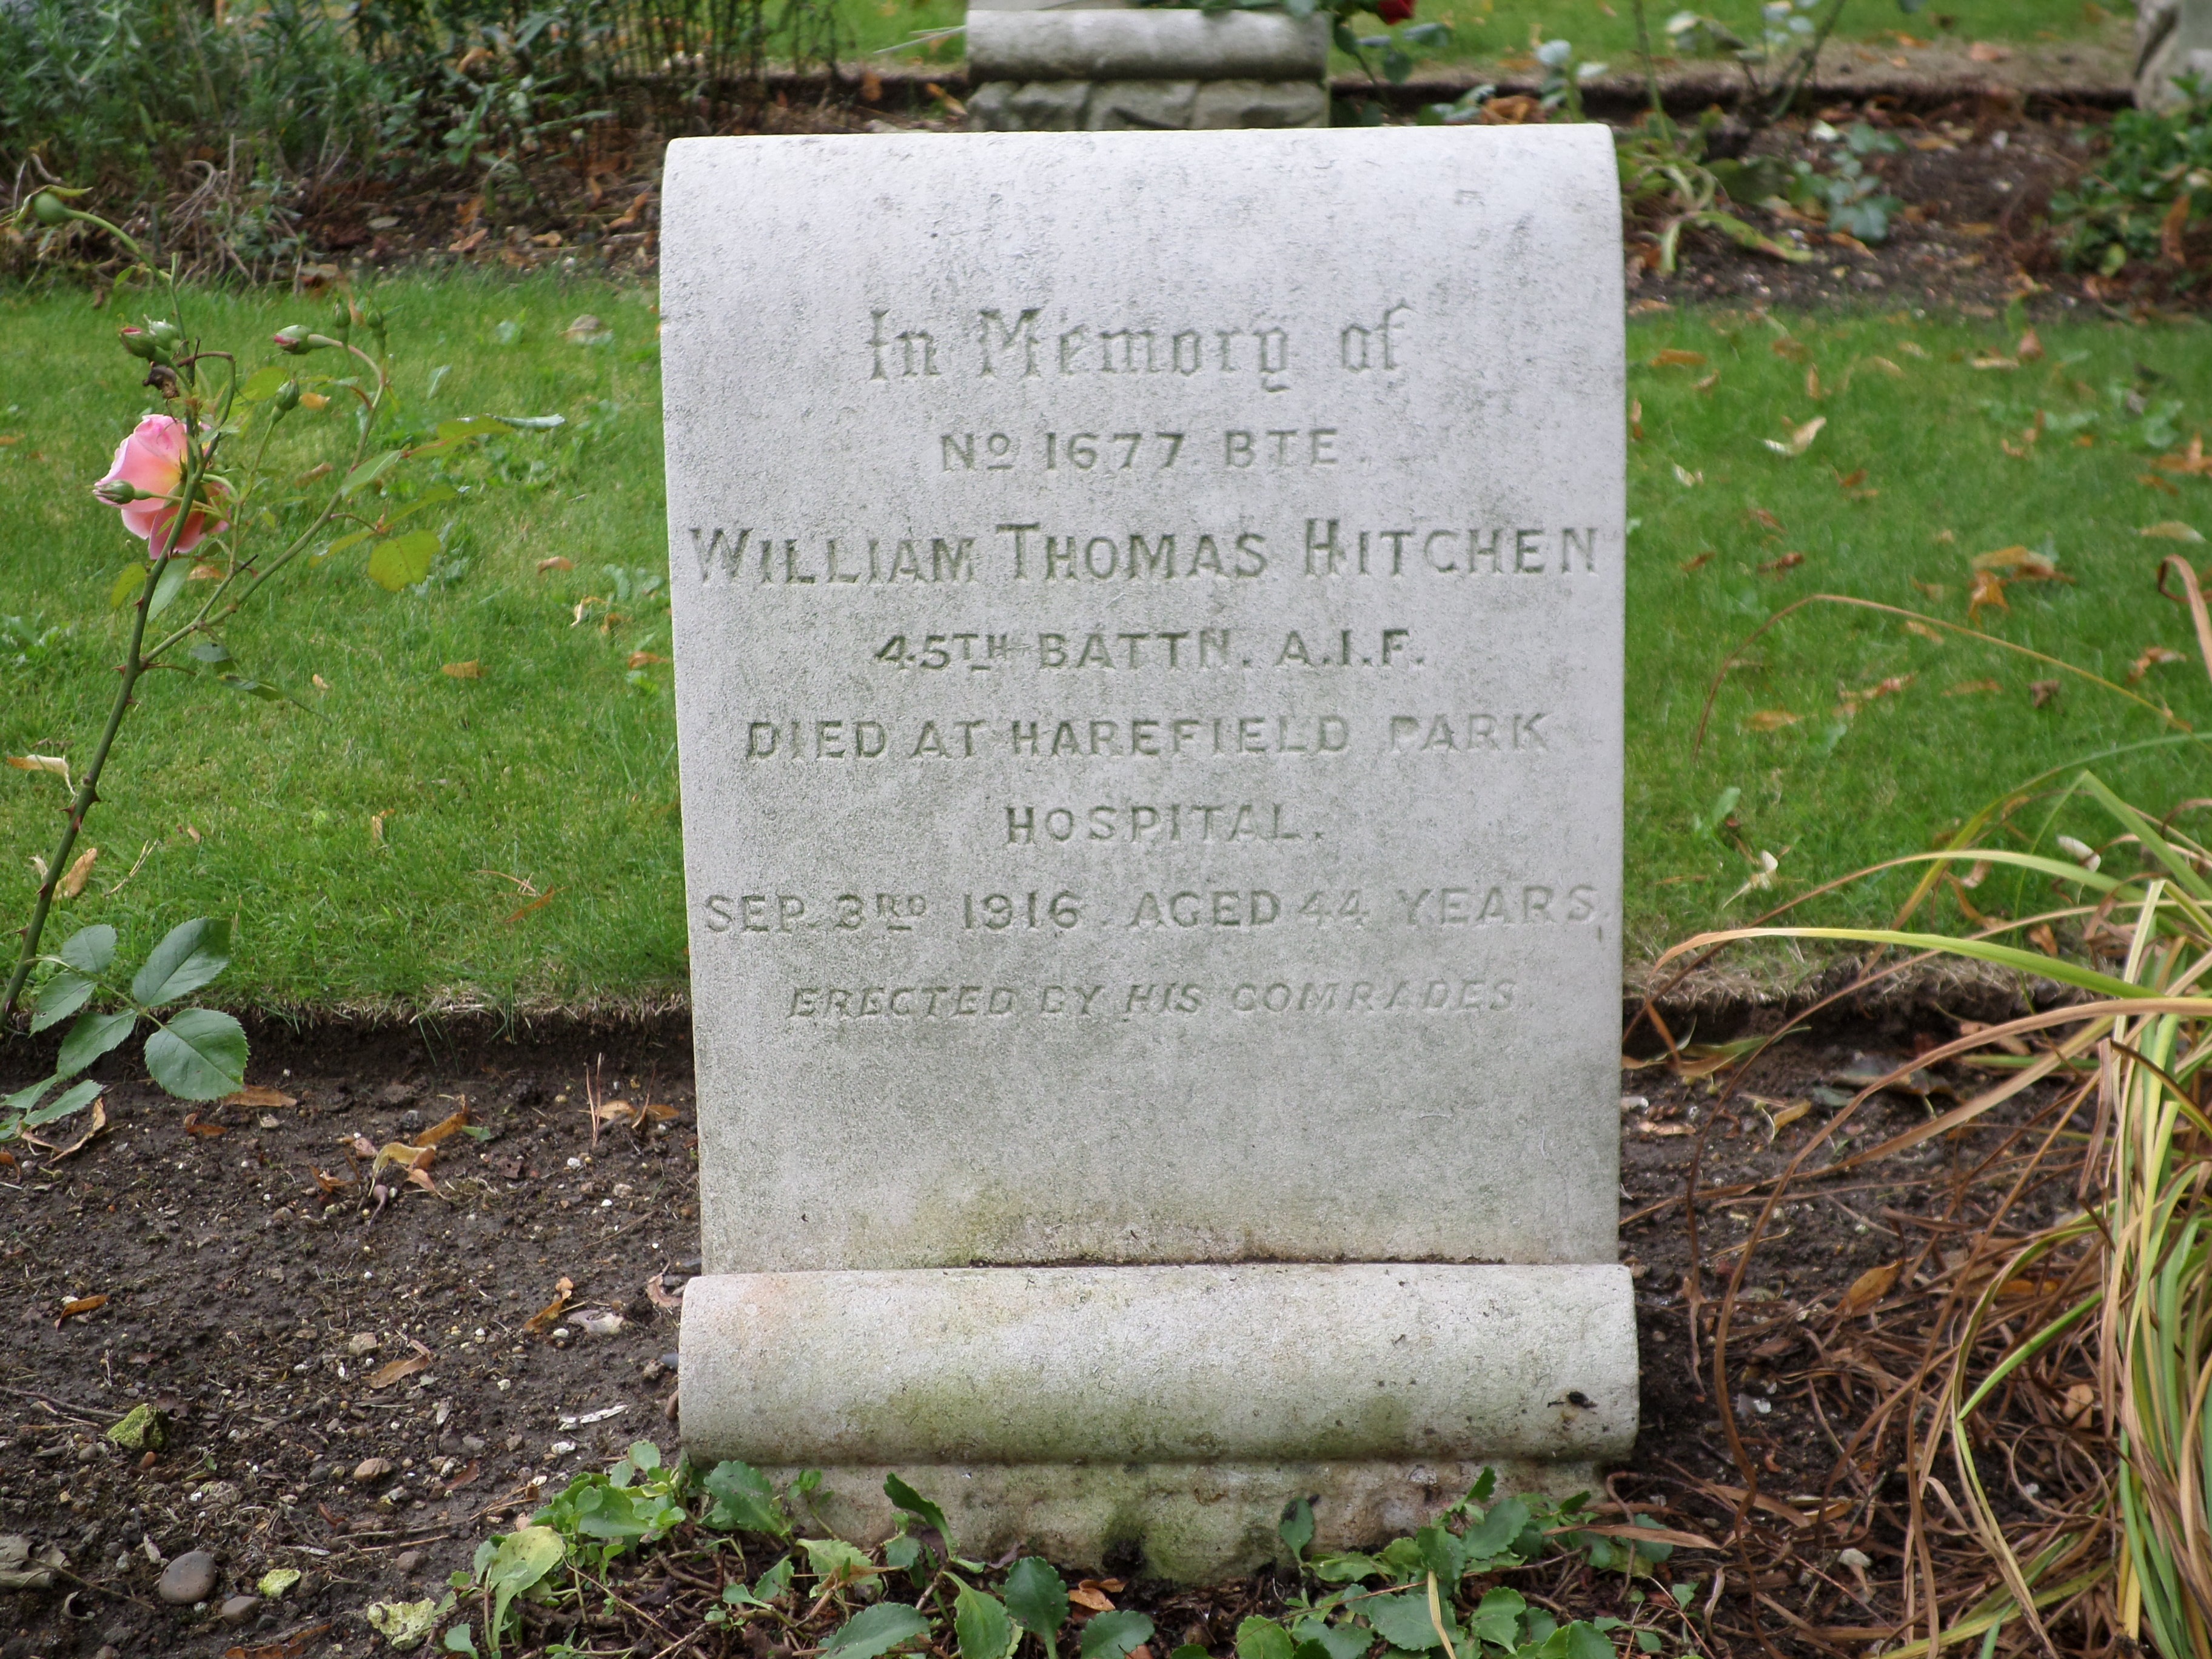 In Memory of
No 1677 BTE.
WILLIAM THOMAS HITCHEN
45TH BATTN. A.I.F.
DIED AT HAREFIELD PARK
HOSPITAL.
SEP. 3RD 1916. AGED 44 YEARS.
ERECTED BY HIS COMRADES